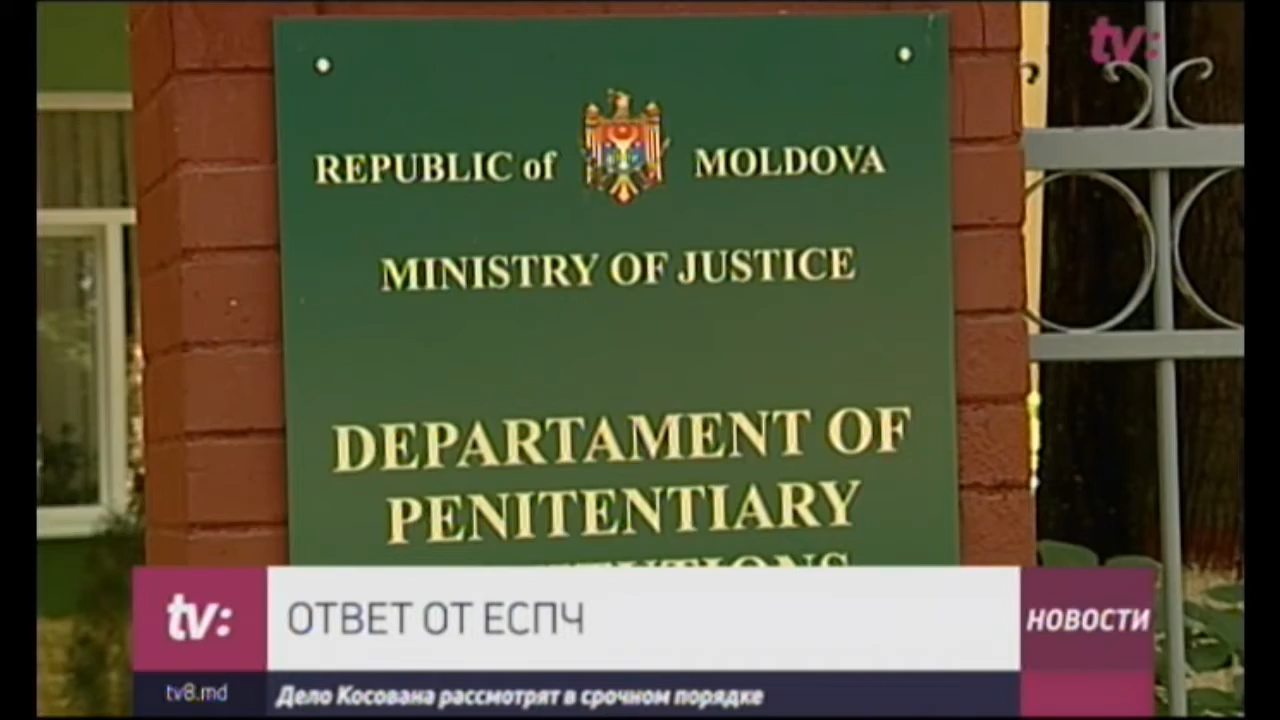 tv:
REPUBLIC of MOLDOVA
MINISTRY OF JUSTICE
DEPARTAMENT OF
PENITENTIARY
tv: ОТВЕТ ОТ ЕСПЧ НОВОСТИ
tv8.md Дело Косована рассмотрят в срочном порядке